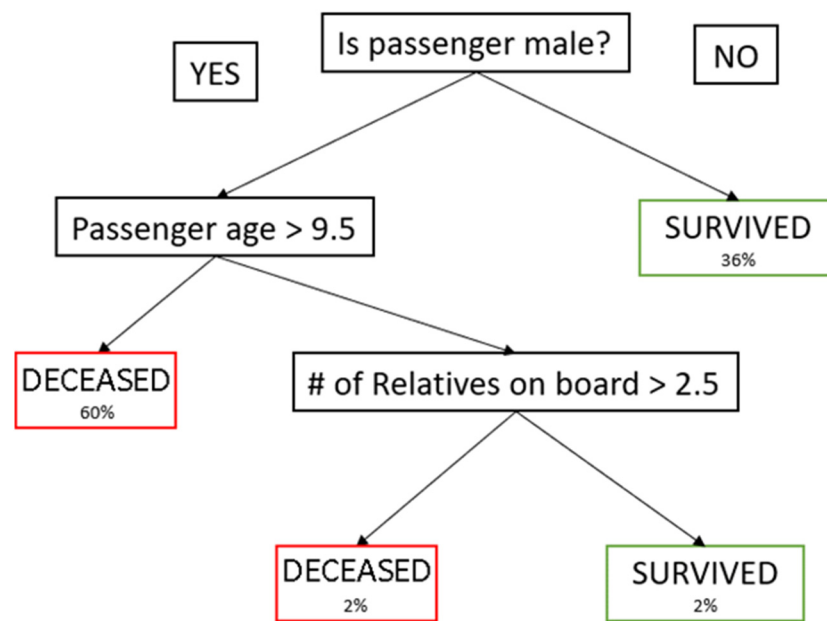 Is passenger male?
YES
NO
Passenger age > 9.5
SURVIVED
36%
DECEASED
60%
# of Relatives on board > 2.5
DECEASED
2%
SURVIVED
2%